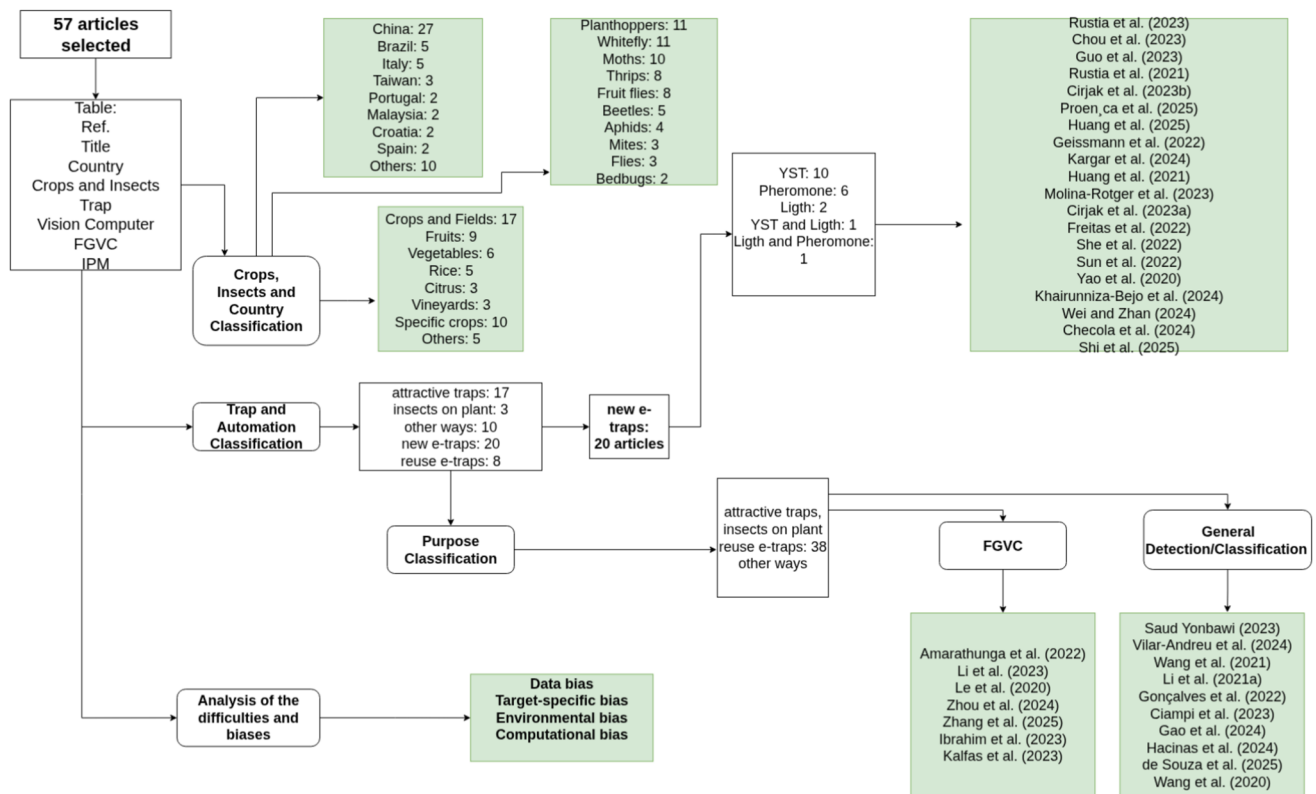 57 articles
selected
Table:
Ref.
Title
Country
Crops and Insects
Trap
Vision Computer
FGVC
IPM
China: 27
Brazil: 5
Italy: 5
Taiwan: 3
Portugal: 2
Malaysia: 2
Croatia: 2
Spain: 2
Others: 10
Planthoppers: 11
Whitefly: 11
Moths: 10
Thrips: 8
Fruit flies: 8
Beetles: 5
Aphids: 4
Mites: 3
Flies: 3
Bedbugs: 2
Crops,
Insects and
Country
Classification
Crops and Fields: 17
Fruits: 9
Vegetables: 6
Rice: 5
Citrus: 3
Vineyards: 3
Specific crops: 10
Others: 5
YST: 10
Pheromone: 6
Ligth: 2
YST and Ligth: 1
Ligth and Pheromone:
1
Rustia et al. (2023)
Chou et al. (2023)
Guo et al. (2023)
Rustia et al. (2021)
Cirjak et al. (2023b)
Proen¸ca et al. (2025)
Huang et al. (2025)
Geissmann et al. (2022)
Kargar et al. (2024)
Huang et al. (2021)
Molina-Rotger et al. (2023)
Cirjak et al. (2023a)
Freitas et al. (2022)
She et al. (2022)
Sun et al. (2022)
Yao et al. (2020)
Khairunniza-Bejo et al. (2024)
Wei and Zhan (2024)
Checola et al. (2024)
Shi et al. (2025)
Trap and
Automation
Classification
attractive traps: 17
insects on plant: 3
other ways: 10
new e-traps: 20
reuse e-traps: 8
new e-
traps:
20 articles
Purpose
Classification
attractive traps,
insects on plant
reuse e-traps: 38
other ways
FGVC
General
Detection/Classification
Amarathunga et al. (2022)
Li et al. (2023)
Le et al. (2020)
Zhou et al. (2024)
Zhang et al. (2025)
Ibrahim et al. (2023)
Kalfas et al. (2023)
Saud Yonbawi (2023)
Vilar-Andreu et al. (2024)
Wang et al. (2021)
Li et al. (2021a)
Gonçalves et al. (2022)
Ciampi et al. (2023)
Gao et al. (2024)
Hacinas et al. (2024)
de Souza et al. (2025)
Wang et al. (2020)
Analysis of the
difficulties and
biases
Data bias
Target-specific bias
Environmental bias
Computational bias